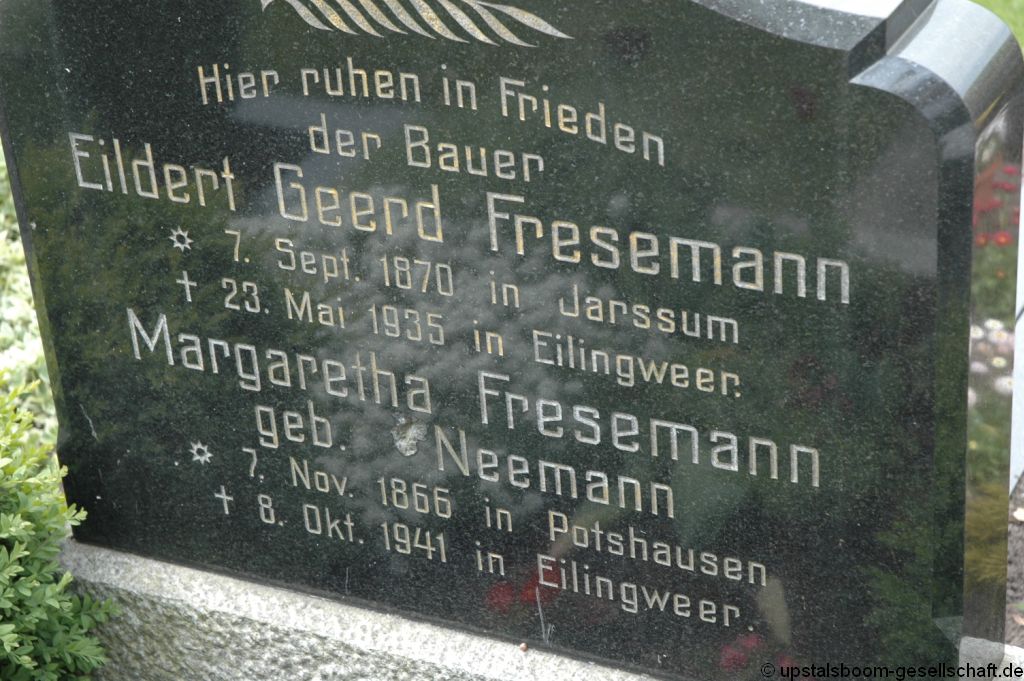 Hier ruhen in Frieden
der Bauer
Eildert Geerd Fresemann
7. Sept. 1870 in Jarssum
† 23. Mai 1935 in Eilingweer.
Margaretha Fresemann
geb. Neemann
7. Nov. 1866 in Potshausen
† 8. Okt. 1941 in Eilingweer.
© upstalsboom-gesellschaft.de